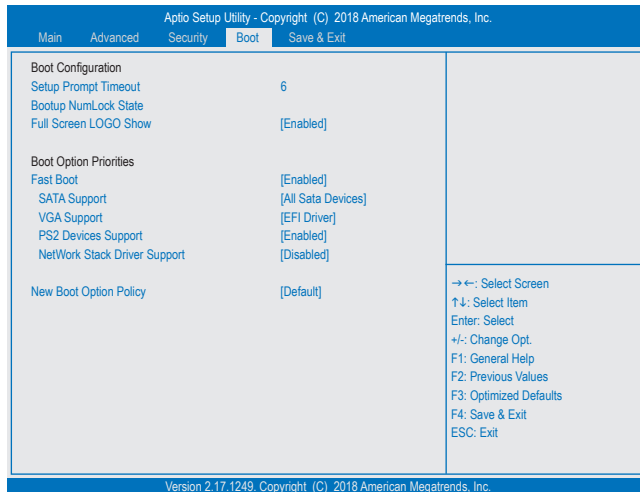 Aptio Setup Utility - Copyright (C) 2018 American Megatrends, Inc.
Main Advanced Security Boot Save & Exit
Boot Configuration
Setup Prompt Timeout 6
Bootup NumLock State
Full Screen LOGO Show [Enabled]
Boot Option Priorities
Fast Boot [Enabled]
SATA Support [All Sata Devices]
VGA Support [EFI Driver]
PS2 Devices Support [Enabled]
NetWork Stack Driver Support [Disabled]
New Boot Option Policy [Default]
→←: Select Screen
↑↓: Select Item
Enter: Select
+/-: Change Opt.
F1: General Help
F2: Previous Values
F3: Optimized Defaults
F4: Save & Exit
ESC: Exit
Version 2.17.1249. Copyright (C) 2018 American Megatrends, Inc.